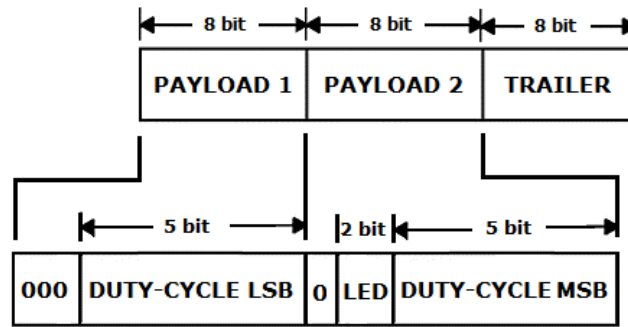 8 bit 8 bit 8 bit
PAYLOAD 1 PAYLOAD 2 TRAILER
5 bit 2 bit 5 bit
000 DUTY-CYCLE LSB 0 LED DUTY-CYCLE MSB